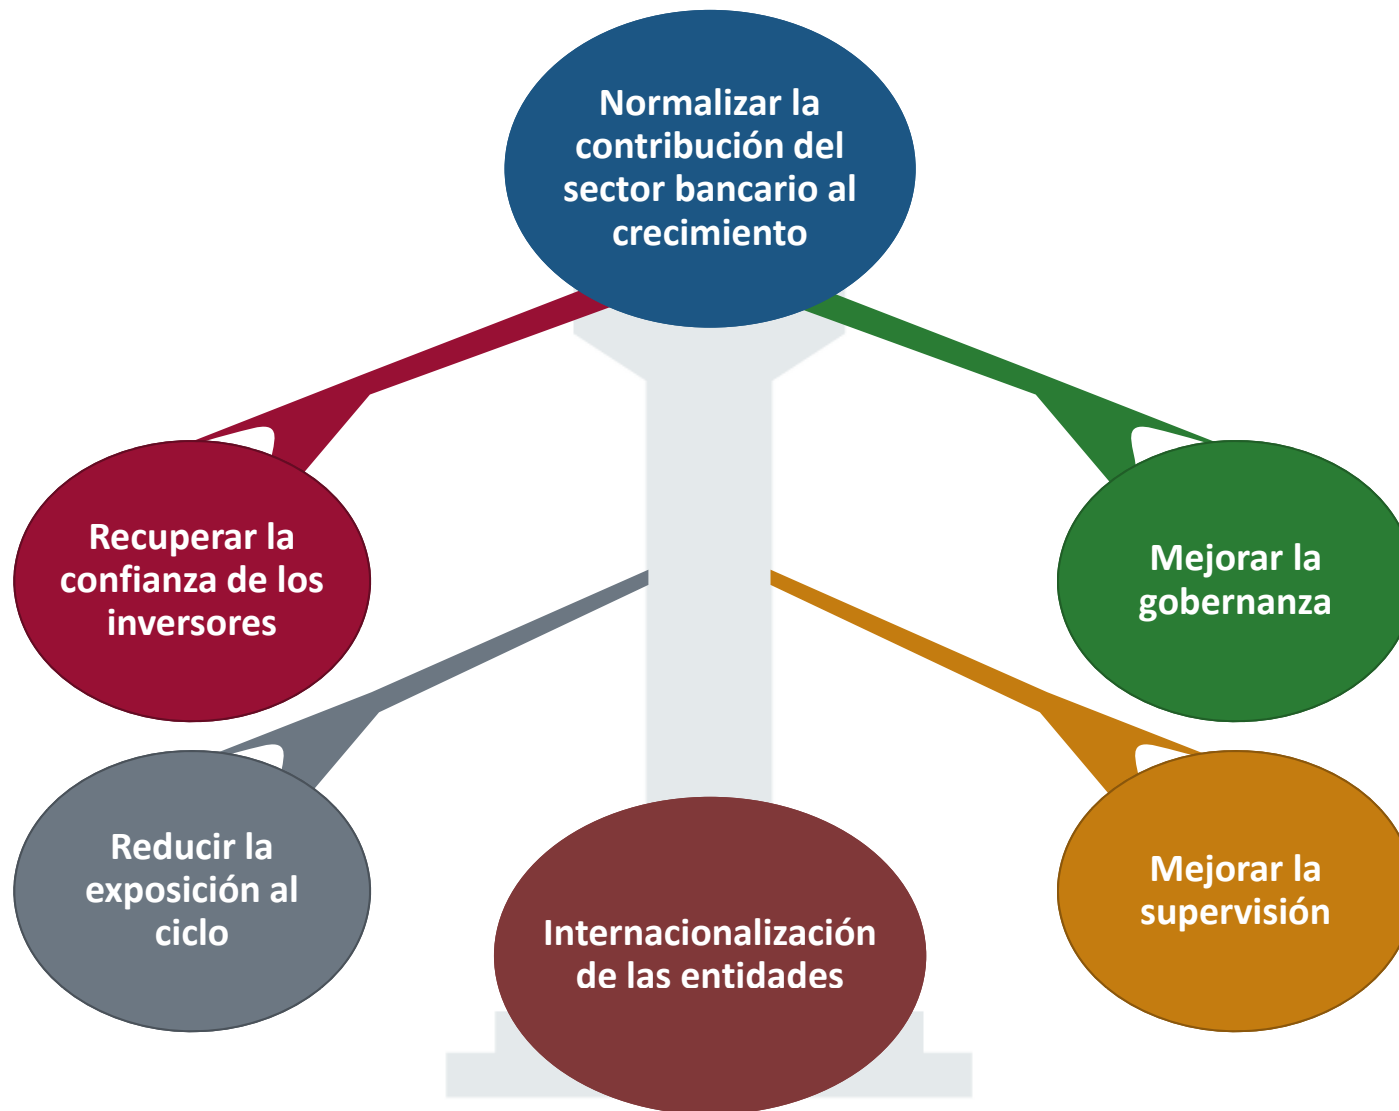 Normalizar la
contribución del
sector bancario al
crecimiento
Recuperar la
confianza de los
inversores
Mejorar la
gobernanza
Reducir la
exposición al
ciclo
Mejorar la
supervisión
Internacionalización
de las entidades